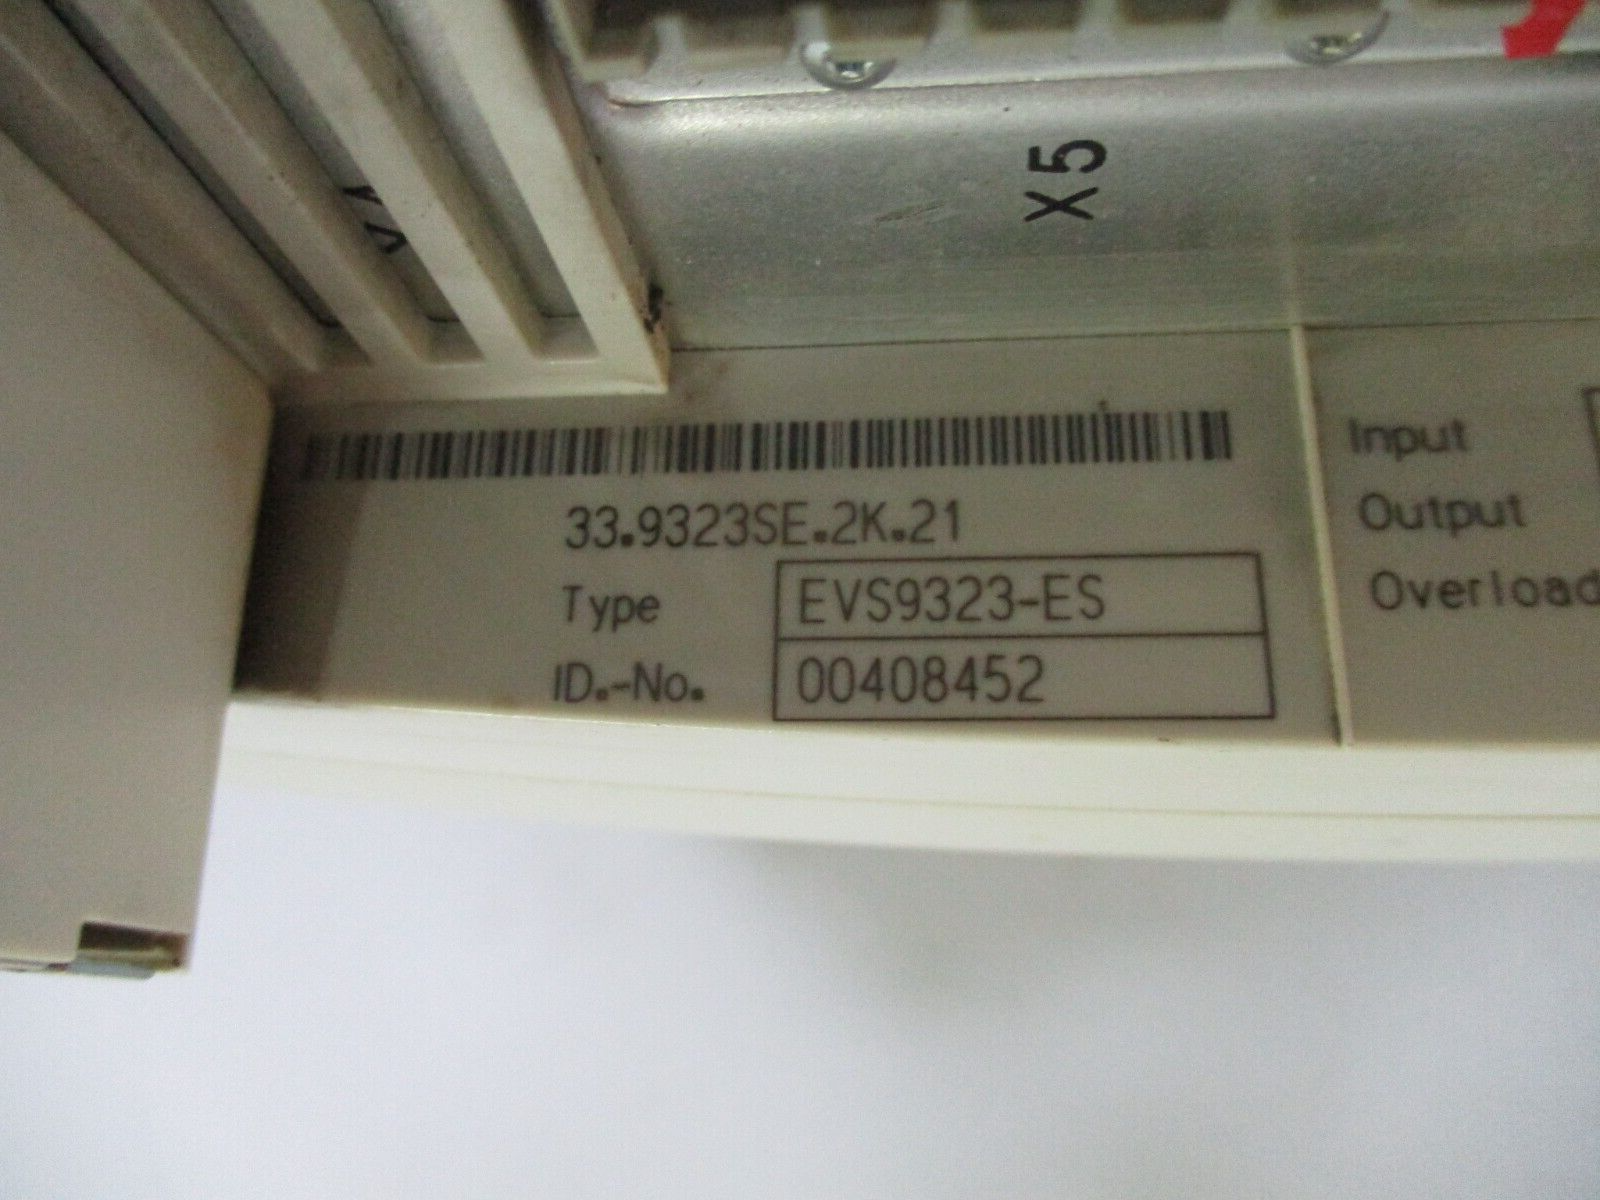 X5
33.9323SE.2K.21
Type EVS9323-ES
ID.-No. 00408452
Input
Output
Overload